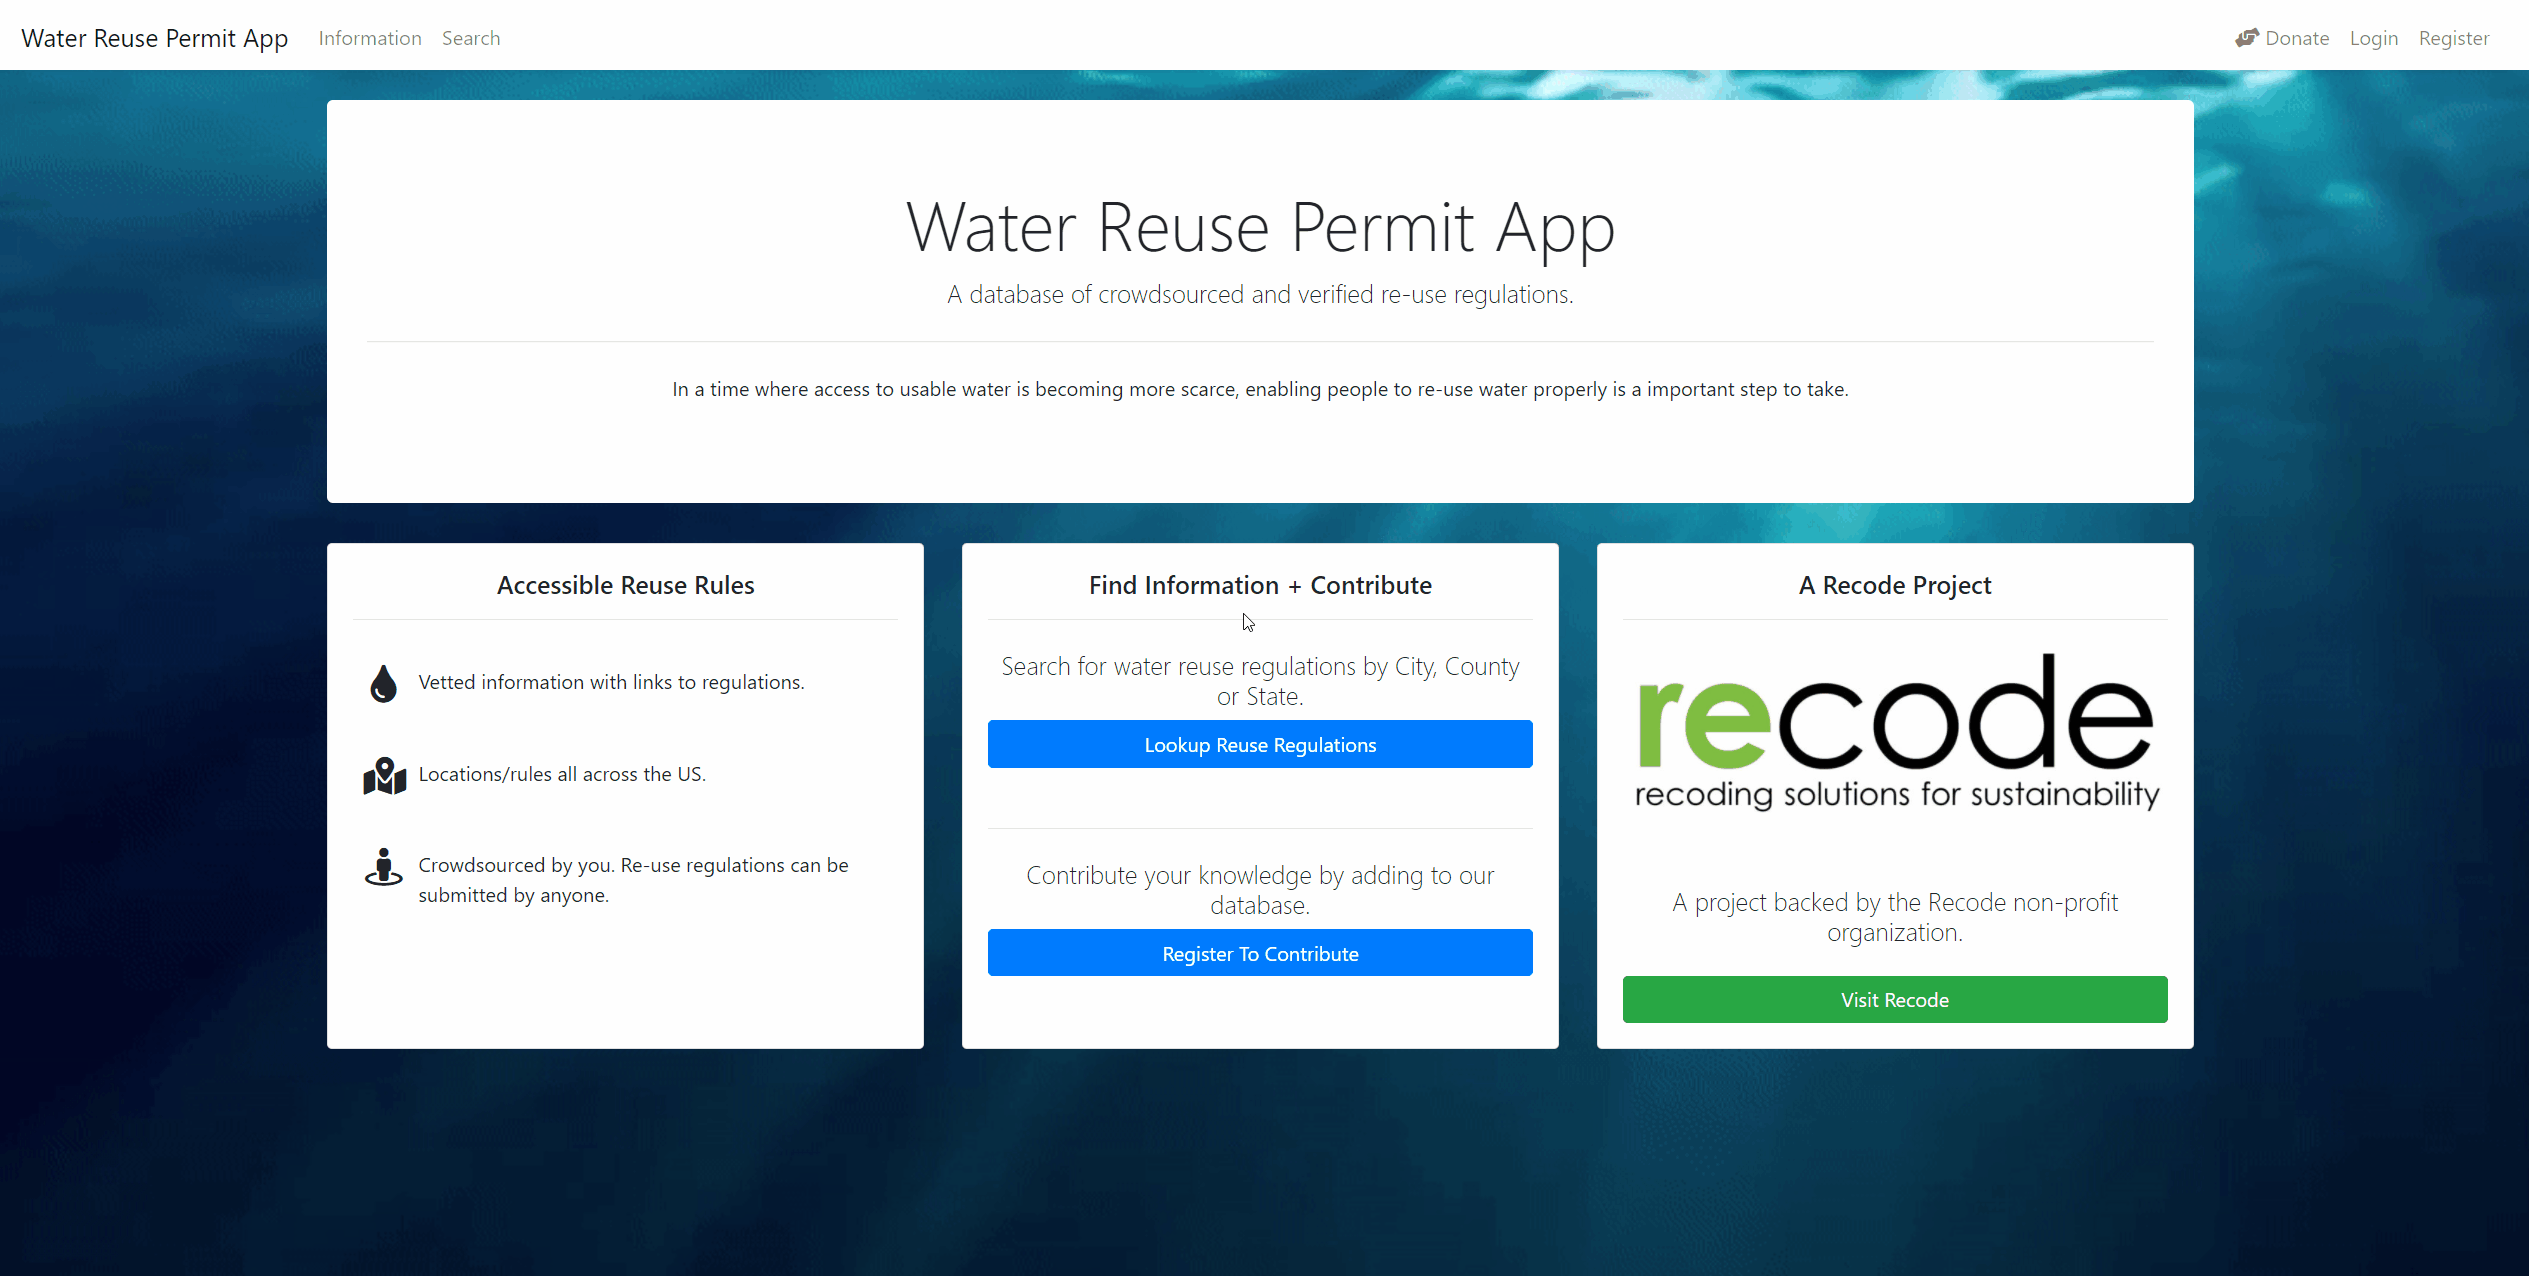 Water Reuse Permit App
Information
Search
Donate
Login
Register
Water Reuse Permit App
A database of crowdsourced and verified re-use regulations.
In a time where access to usable water is becoming more scarce, enabling people to re-use water properly is a important step to take.
Accessible Reuse Rules
Vetted information with links to regulations.
Locations/rules all across the US.
Crowdsourced by you. Re-use regulations can be
submitted by anyone.
Find Information + Contribute
Search for water reuse regulations by City, County
or State.
Lookup Reuse Regulations
Contribute your knowledge by adding to our
database.
Register To Contribute
A Recode Project
recode
recoding solutions for sustainability
A project backed by the Recode non-profit
organization.
Visit Recode